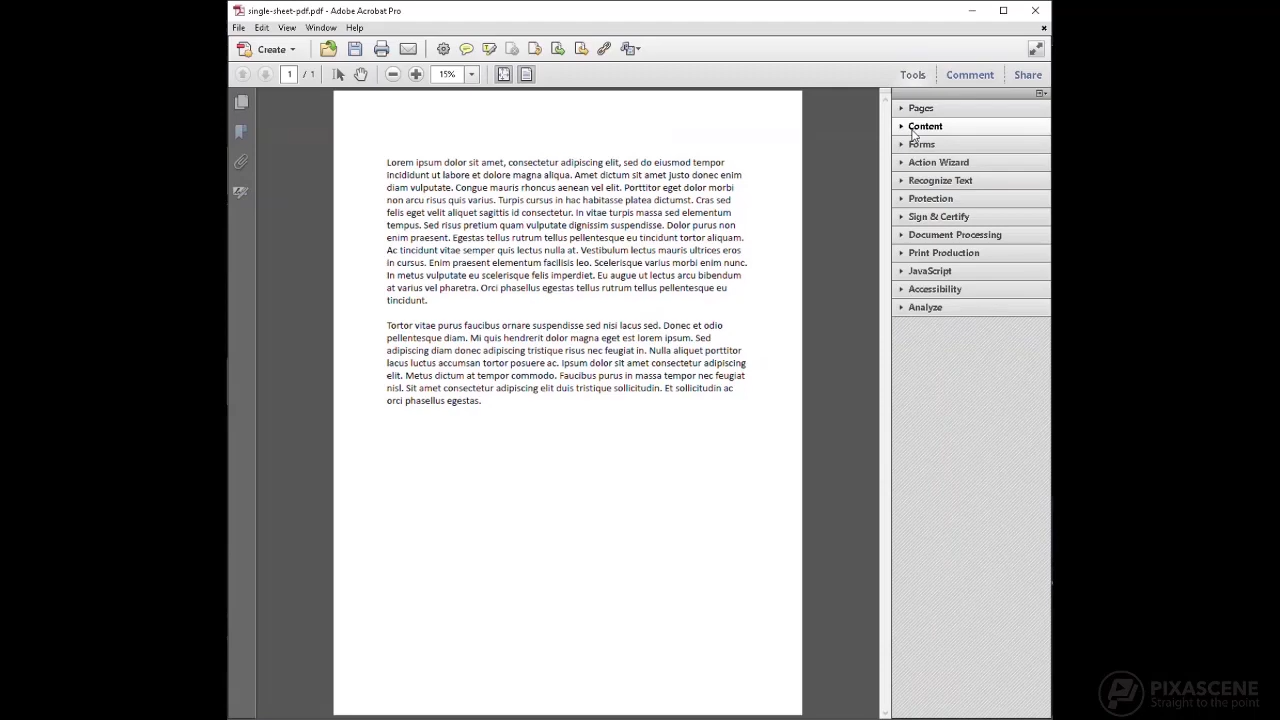 single-sheet-pdf.pdf - Adobe Acrobat Pro
File Edit View Window Help
Create
1 / 1 15% Tools Comment Share
Pages
Content
Forms
Action Wizard
Recognize Text
Protection
Sign & Certify
Document Processing
Print Production
JavaScript
Accessibility
Analyze
Lorem ipsum dolor sit amet, consectetur adipiscing elit, sed do eiusmod tempor
incididunt ut labore et dolore magna aliqua. Amet dictum sit amet justo donec enim
diam vulputate. Congue mauris rhoncus aenean vel elit. Porttitor eget dolor morbi
non arcu risus quis varius. Turpis cursus in hac habitasse platea dictumst. Cras sed
felis eget velit aliquet sagittis id consectetur. In vitae turpis massa sed elementum
tempus. Sed risus pretium quam vulputate dignissim suspendisse. Dolor purus non
enim praesent. Egestas tellus rutrum tellus pellentesque eu tincidunt tortor aliquam.
Ac tincidunt vitae semper quis lectus nulla at. Vestibulum lectus mauris ultrices eros
in cursus. Enim praesent elementum facilisis leo. Scelerisque varius morbi enim nunc.
In metus vulputate eu scelerisque felis imperdiet. Eu augue ut lectus arcu bibendum
at varius vel pharetra. Orci phasellus egestas tellus rutrum tellus pellentesque eu
tincidunt.
Tortor vitae purus faucibus ornare suspendisse sed nisi lacus sed. Donec et odio
pellentesque diam. Mi quis hendrerit dolor magna eget est lorem ipsum. Sed
adipiscing diam donec adipiscing tristique risus nec feugiat in. Nulla aliquet porttitor
lacus luctus accumsan tortor posuere ac. Ipsum dolor sit amet consectetur adipiscing
elit. Metus dictum at tempor commodo. Faucibus purus in massa tempor nec feugiat
nisl. Sit amet consectetur adipiscing elit duis tristique sollicitudin. Et sollicitudin ac
orci phasellus egestas.
PIXASCENE
Straight to the point